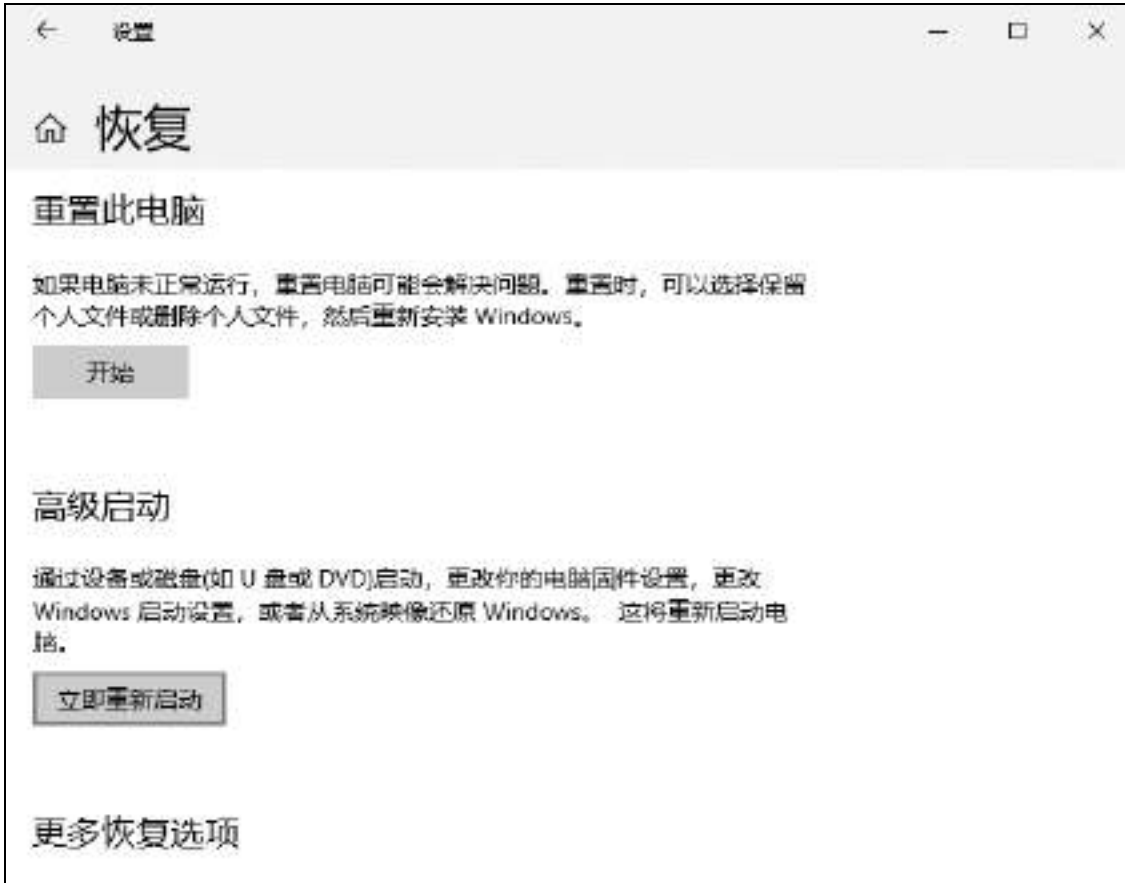 设置
恢复
重置此电脑
如果电脑未正常运行，重置电脑可能会解决问题。重置时，可以选择保留
个人文件或删除个人文件，然后重新安装 Windows。
开始
高级启动
通过设备或磁盘(如 U 盘或 DVD)启动，更改你的电脑固件设置，更改
Windows 启动设置，或者从系统映像还原 Windows。 这将重新启动电
脑。
立即重新启动
更多恢复选项